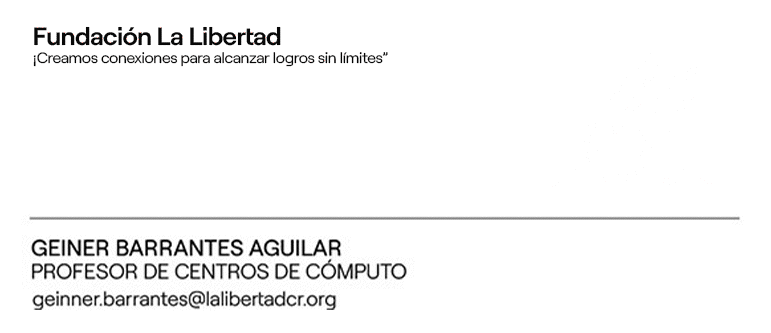 Fundación La Libertad
¡Creamos conexiones para alcanzar logros sin límites”
GEINER BARRANTES AGUILAR
PROFESOR DE CENTROS DE CÓMPUTO
geinner.barrantes@lalibertadcr.org